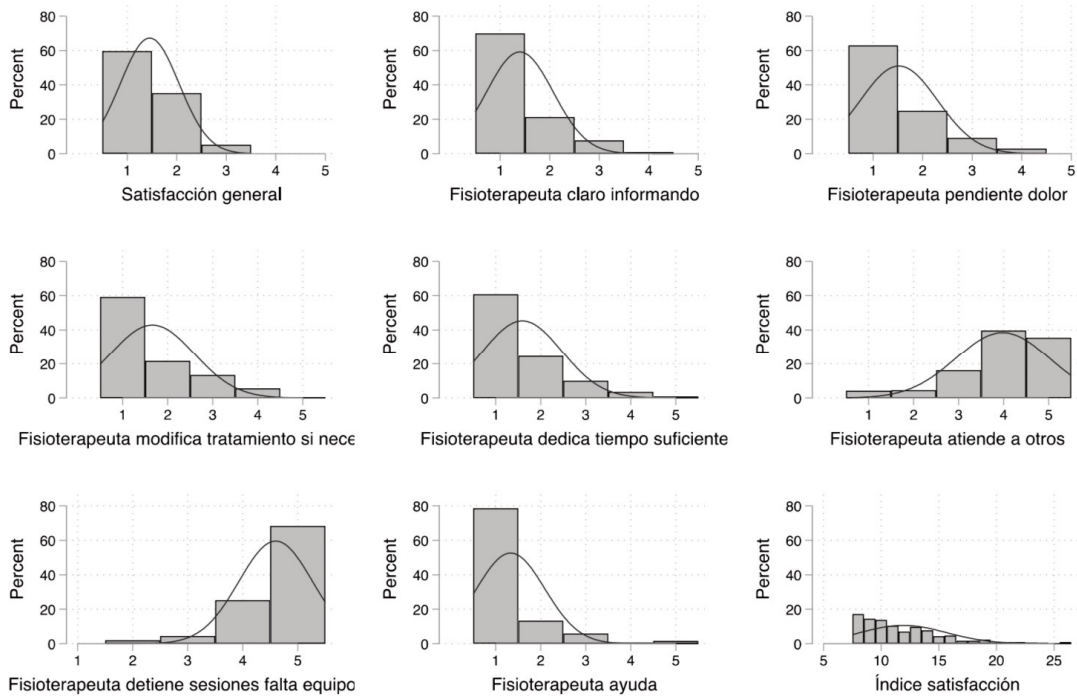 80
60
40
20
0
Percent
1 2 3 4 5
Satisfacción general
80
60
40
20
0
Percent
1 2 3 4 5
Fisioterapeuta claro informando
80
60
40
20
0
Percent
1 2 3 4 5
Fisioterapeuta pendiente dolor
80
60
40
20
0
Percent
1 2 3 4 5
Fisioterapeuta modifica tratamiento si nece
80
60
40
20
0
Percent
1 2 3 4 5
Fisioterapeuta dedica tiempo suficiente
80
60
40
20
0
Percent
1 2 3 4 5
Fisioterapeuta atiende a otros
80
60
40
20
0
Percent
1 2 3 4 5
Fisioterapeuta detiene sesiones falta equipo
80
60
40
20
0
Percent
1 2 3 4 5
Fisioterapeuta ayuda
80
60
40
20
0
Percent
5 10 15 20 25
Índice satisfacción